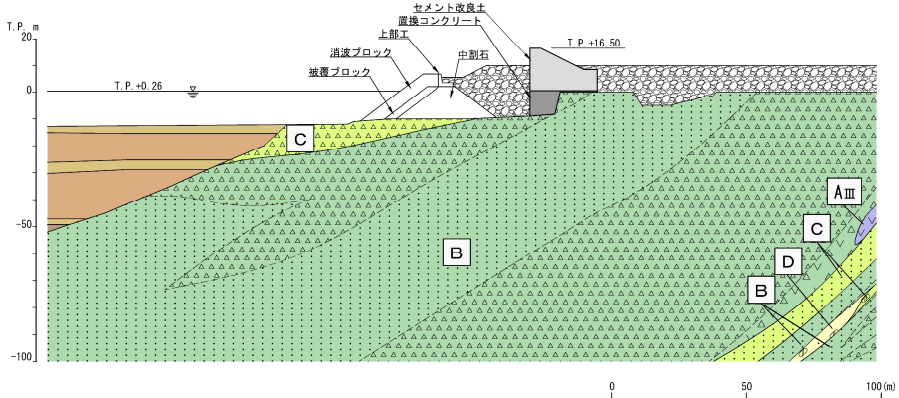 セメント改良土
置換コンクリート
T.P. m
上部工
20
消波ブロック
中割石
T.P.+16.50
被覆ブロック
T.P.+0.26
0
C
-50
AⅢ
B
C
D
B
-100
0
50
100(m)